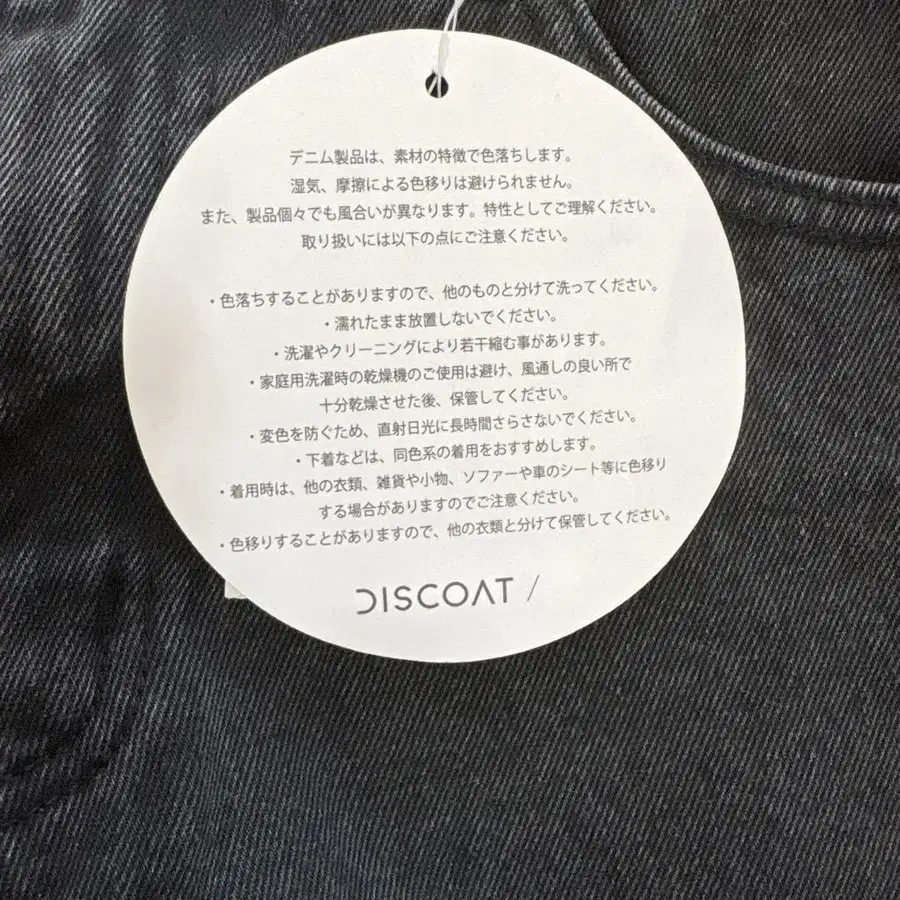 デニム製品は、素材の特徴で色落ちします。
湿気、摩擦による色移りは避けられません。
また、製品個々でも風合いが異なります。特性としてご理解ください。
取り扱いには以下の点にご注意ください。
・色落ちすることがありますので、他のものと分けて洗ってください。
・濡れたまま放置しないでください。
・洗濯やクリーニングにより若干縮む事があります。
・家庭用洗濯時の乾燥機のご使用は避け、風通しの良い所で
十分乾燥させた後、保管してください。
・変色を防ぐため、直射日光に長時間さらさないでください。
・下着などは、同色系の着用をおすすめします。
・着用時は、他の衣類、雑貨や小物、ソファーや車のシート等に色移り
する場合がありますのでご注意ください。
・色移りすることがありますので、他の衣類と分けて保管してください。
DISCOAT /